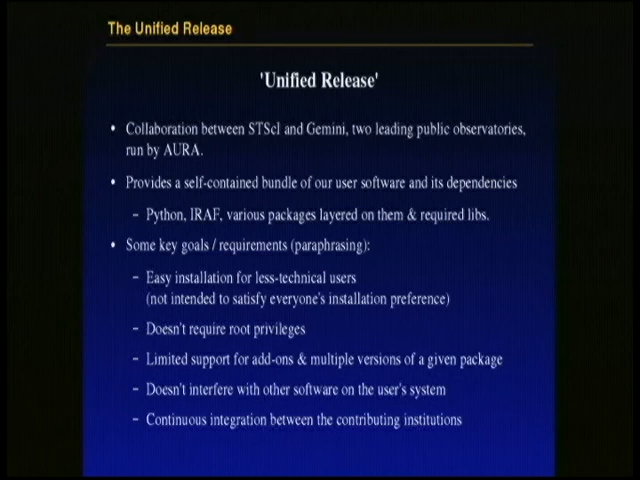 The Unified Release
'Unified Release'
• Collaboration between STScI and Gemini, two leading public observatories,
run by AURA.
• Provides a self-contained bundle of our user software and its dependencies
– Python, IRAF, various packages layered on them & required libs.
• Some key goals / requirements (paraphrasing):
– Easy installation for less-technical users
(not intended to satisfy everyone's installation preference)
– Doesn't require root privileges
– Limited support for add-ons & multiple versions of a given package
– Doesn't interfere with other software on the user's system
– Continuous integration between the contributing institutions